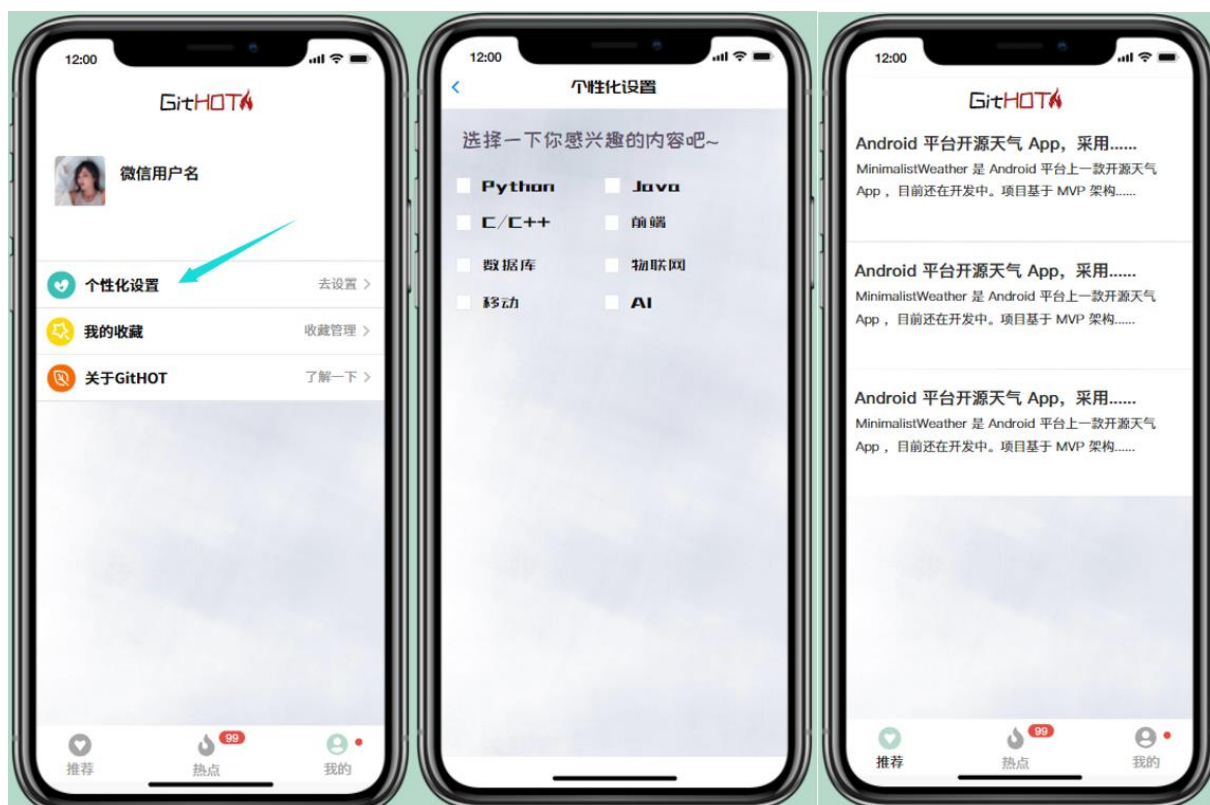 12:00
GitHOT
微信用户名
个性化设置
去设置 >
我的收藏
收藏管理 >
关于GitHOT
了解一下 >
推荐
热点
99
我的
12:00
<
个性化设置
选择一下你感兴趣的内容吧~
Python
Java
C/C++
前端
数据库
物联网
移动
AI
12:00
GitHOT
Android 平台开源天气 App，采用......
MinimalistWeather 是 Android 平台上一款开源天气
App ，目前还在开发中。项目基于 MVP 架构......
Android 平台开源天气 App，采用......
MinimalistWeather 是 Android 平台上一款开源天气
App ，目前还在开发中。项目基于 MVP 架构......
Android 平台开源天气 App，采用......
MinimalistWeather 是 Android 平台上一款开源天气
App ，目前还在开发中。项目基于 MVP 架构......
推荐
热点
99
我的